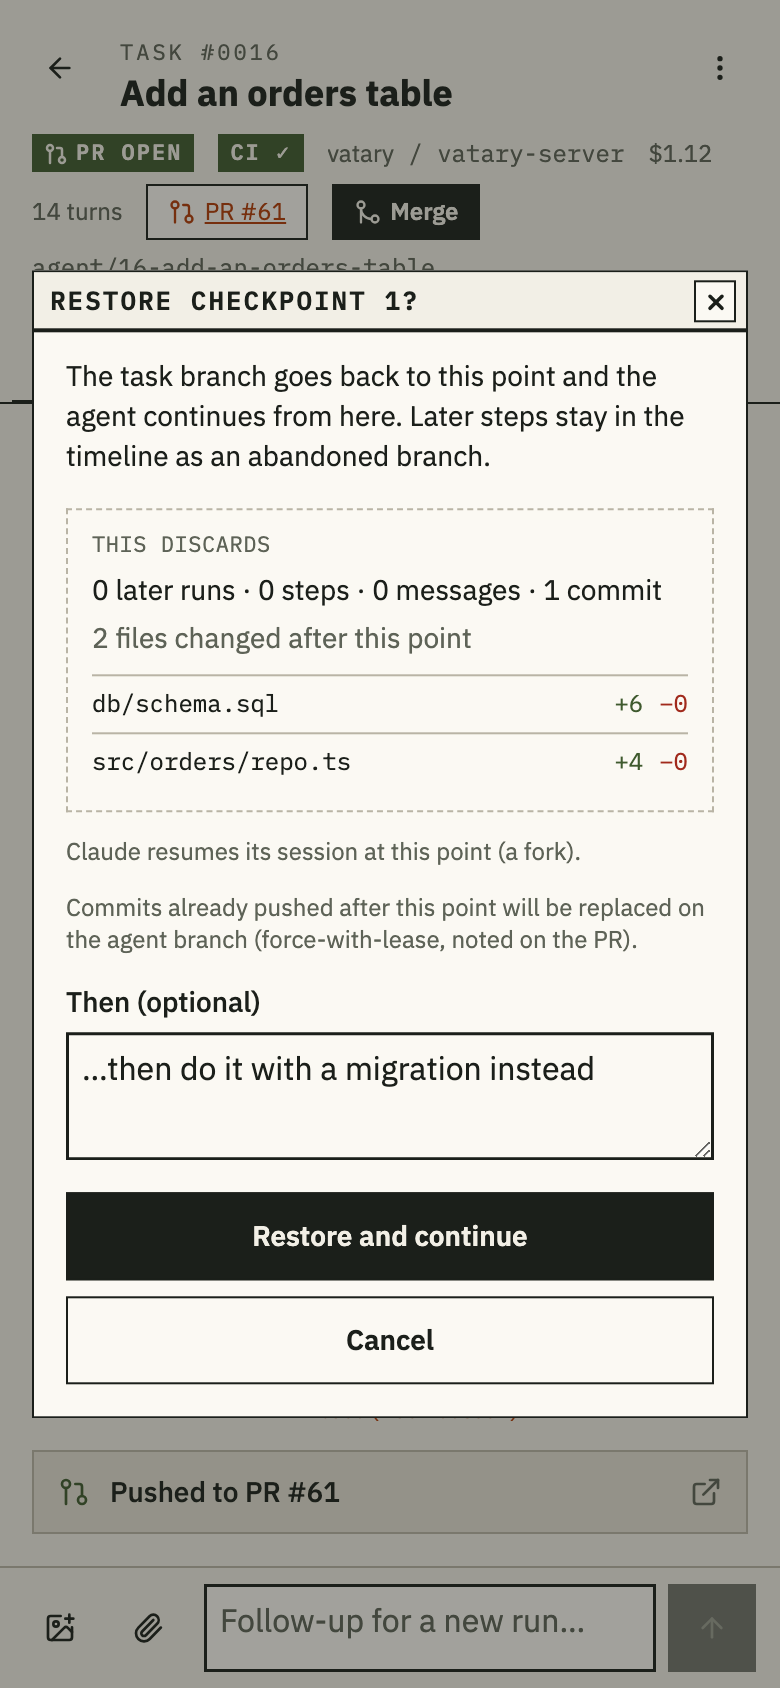 TASK #0016
Add an orders table
PR OPEN CI ✓ vatary / vatary-server $1.12
14 turns PR #61 Merge
agent/16-add-an-orders-table
RESTORE CHECKPOINT 1?
The task branch goes back to this point and the
agent continues from here. Later steps stay in the
timeline as an abandoned branch.
THIS DISCARDS
0 later runs · 0 steps · 0 messages · 1 commit
2 files changed after this point
db/schema.sql +6 −0
src/orders/repo.ts +4 −0
Claude resumes its session at this point (a fork).
Commits already pushed after this point will be replaced on
the agent branch (force-with-lease, noted on the PR).
Then (optional)
...then do it with a migration instead
Restore and continue
Cancel
Pushed to PR #61
Follow-up for a new run...